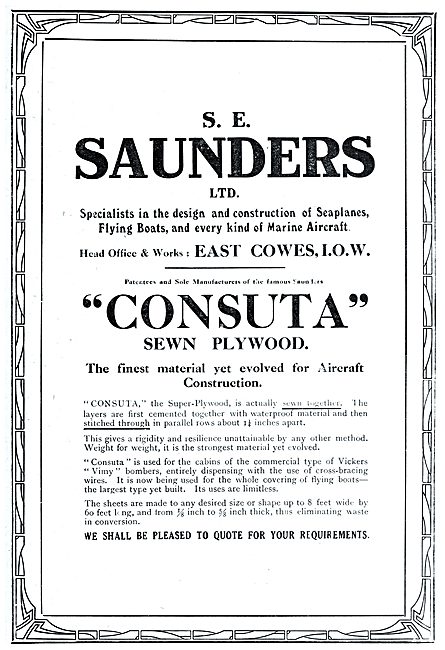 S. E.
SAUNDERS
LTD.
Specialists in the design and construction of Seaplanes,
Flying Boats, and every kind of Marine Aircraft.
Head Office & Works : EAST COWES, I.O.W.
Patentees and Sole Manufacturers of the famous Saunders
“CONSUTA”
SEWN PLYWOOD.
The finest material yet evolved for Aircraft
Construction.
“CONSUTA,” the Super-Plywood, is actually sewn together. The
layers are first cemented together with waterproof material and then
stitched through in parallel rows about 1¼ inches apart.
This gives a rigidity and resilience unattainable by any other method.
Weight for weight, it is the strongest material yet evolved.
“Consuta” is used for the cabins of the commercial type of Vickers
“Vimy” bombers, entirely dispensing with the use of cross-bracing
wires. It is now being used for the whole covering of flying boats—
the largest type yet built. Its uses are limitless.
The sheets are made to any desired size or shape up to 8 feet wide by
60 feet long, and from inch to inch thick, thus eliminating waste
in conversion.
WE SHALL BE PLEASED TO QUOTE FOR YOUR REQUIREMENTS.